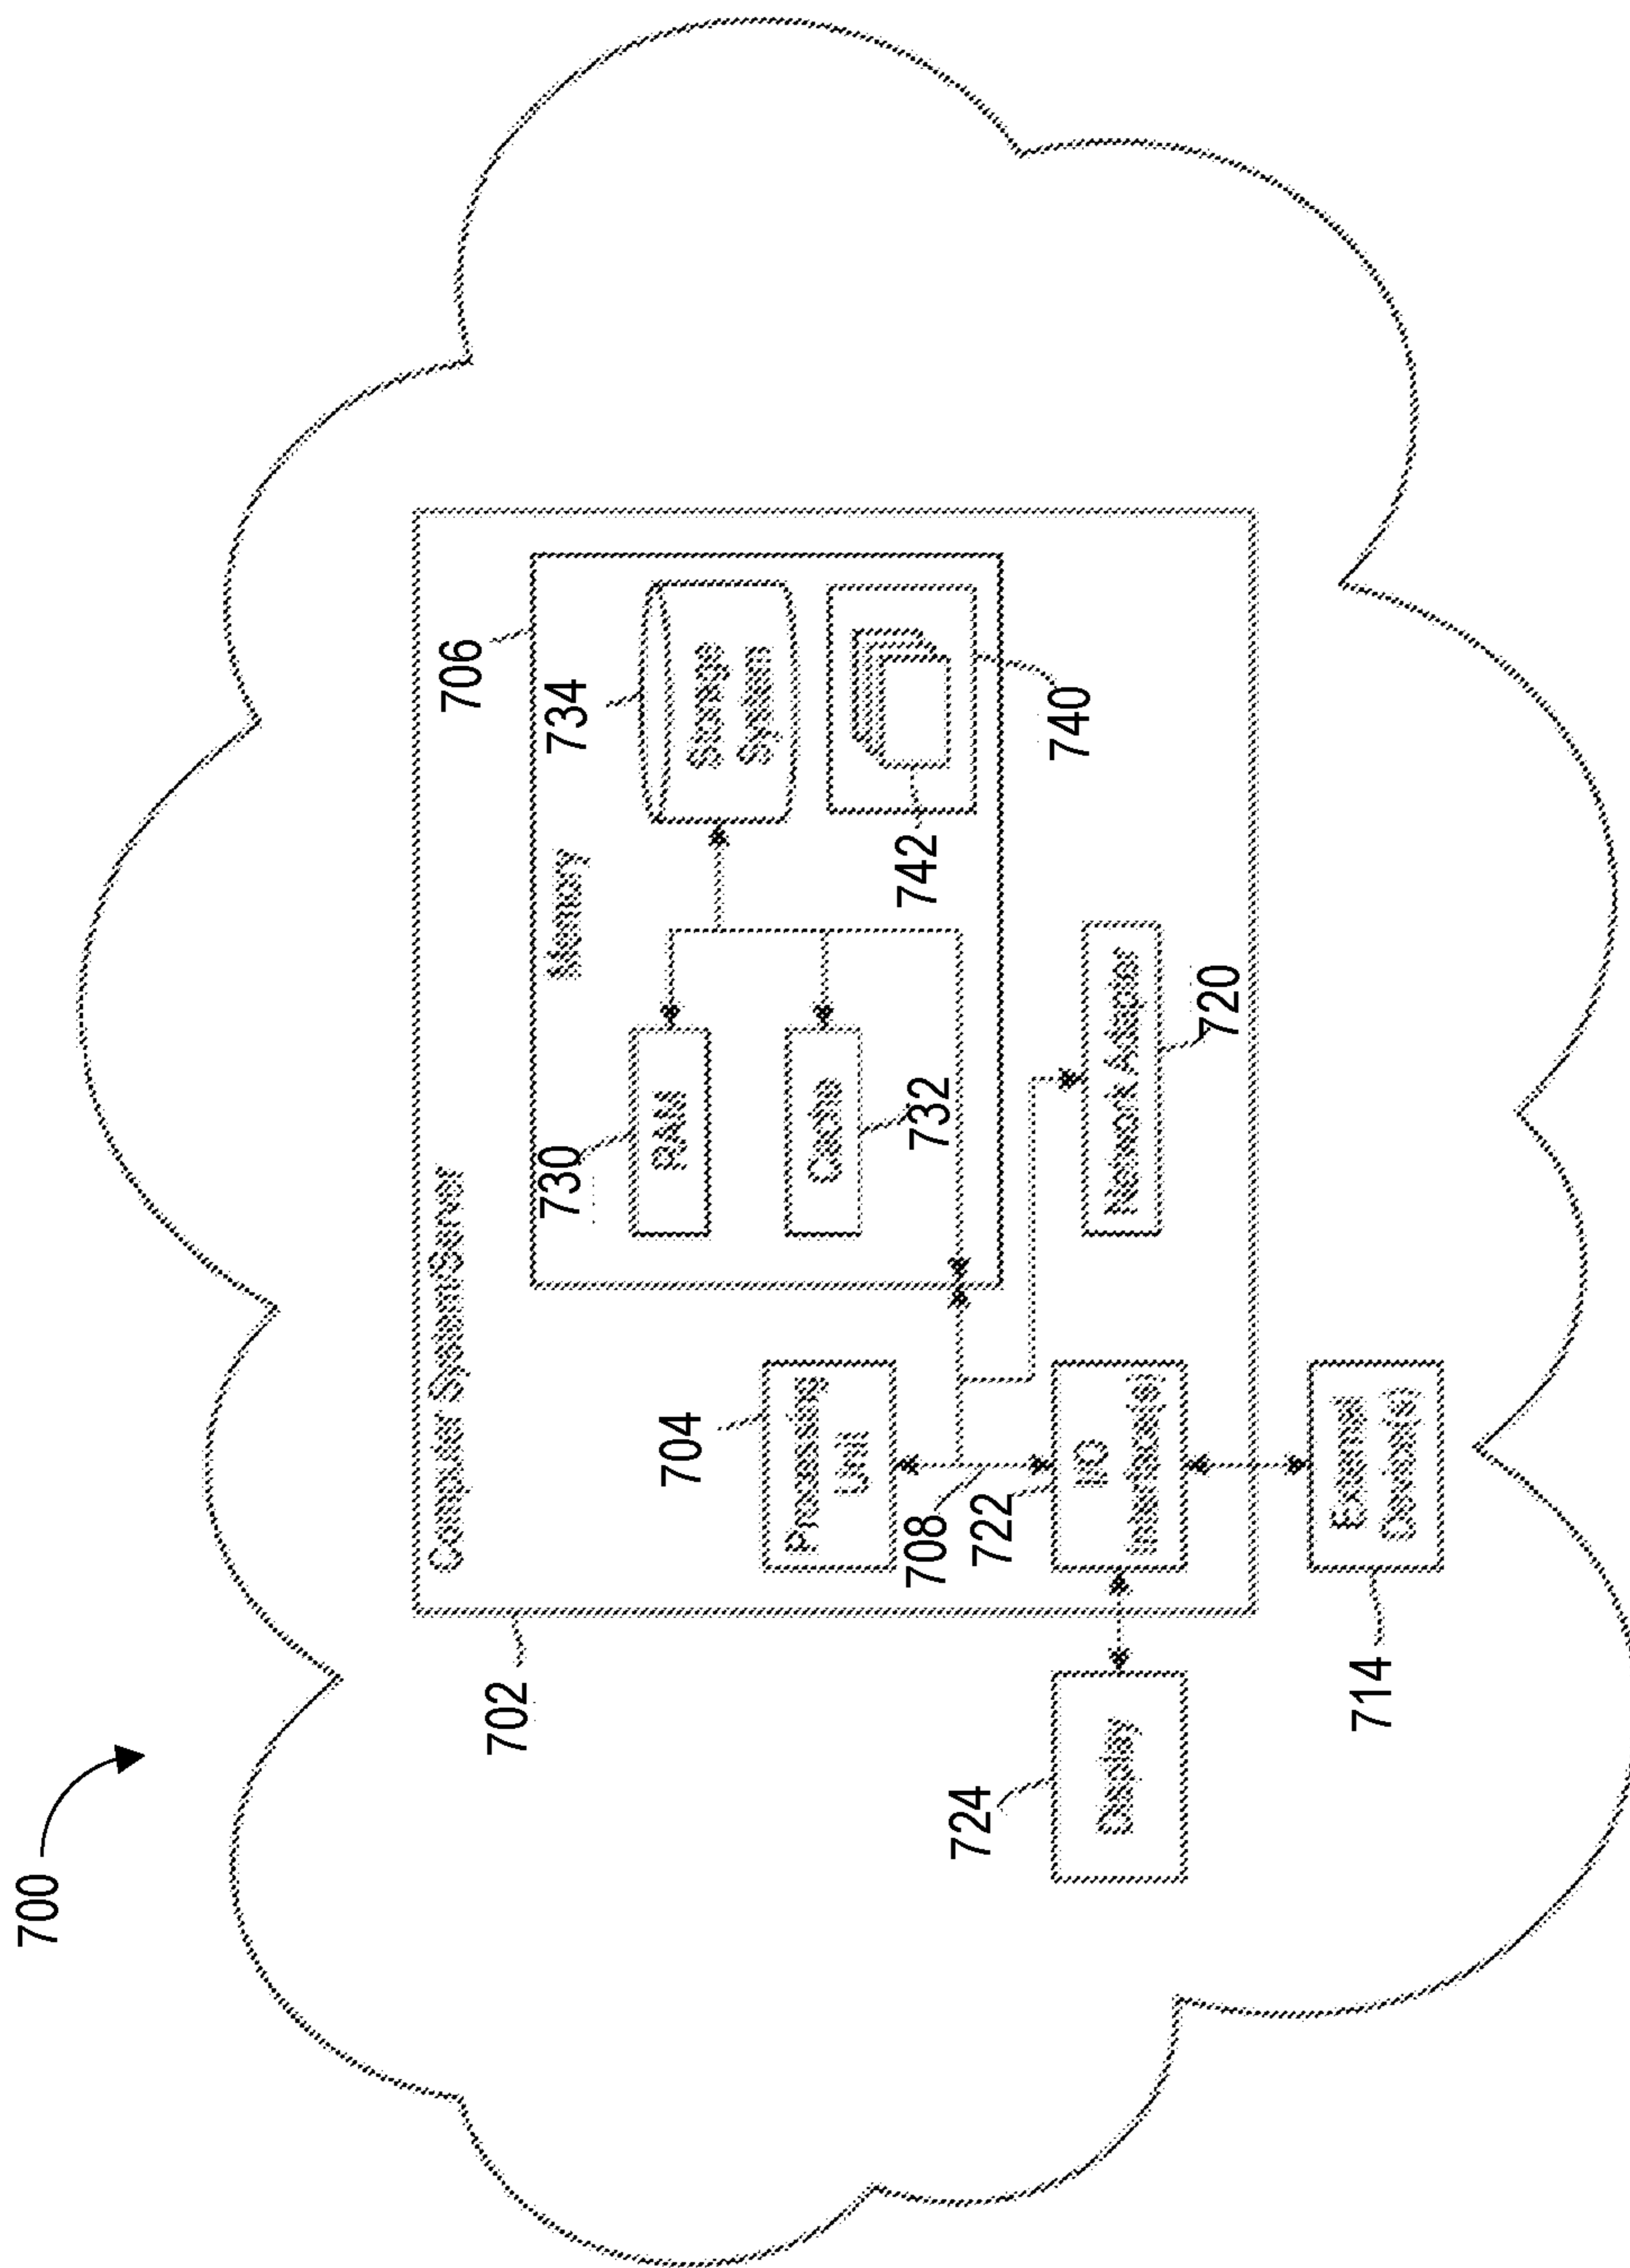 700
702
Computer System/Server
706
Memory
734
Storage
System
730
RAM
732
Cache
742
740
704
Processing
Unit
708
722
I/O
Interface(s)
720
Network Adapter
724
Display
714
External
Device(s)